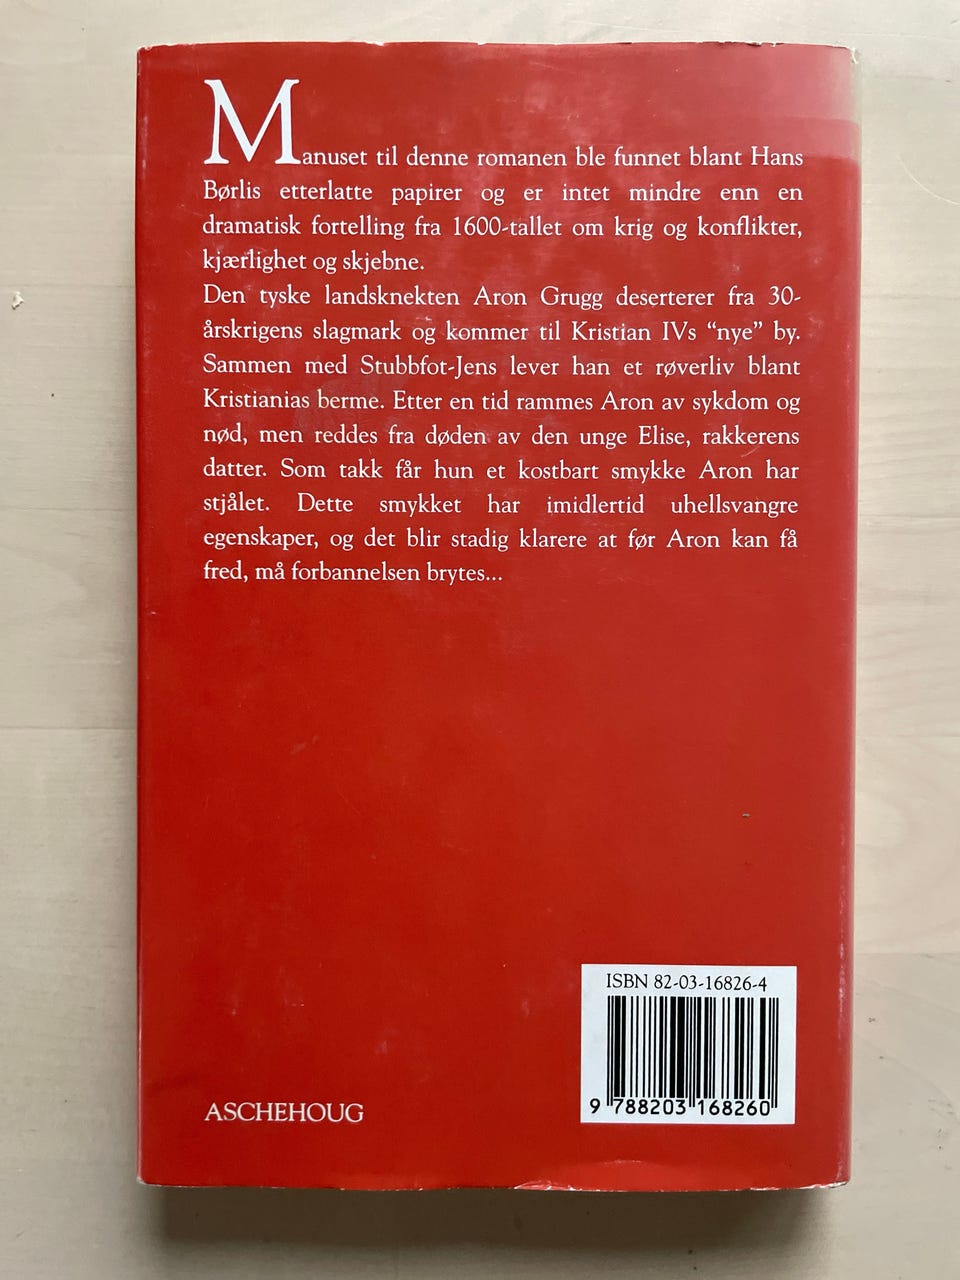 Manuset til denne romanen ble funnet blant Hans
Børlis etterlatte papirer og er intet mindre enn en
dramatisk fortelling fra 1600-tallet om krig og konflikter,
kjærlighet og skjebne.
Den tyske landsknekten Aron Grugg deserterer fra 30-
årskrigens slagmark og kommer til Kristian IVs “nye” by.
Sammen med Stubbfot-Jens lever han et røverliv blant
Kristianias berme. Etter en tid rammes Aron av sykdom og
nød, men reddes fra døden av den unge Elise, rakkerens
datter. Som takk får hun et kostbart smykke Aron har
stjålet. Dette smykket har imidlertid uhellsvangre
egenskaper, og det blir stadig klarere at før Aron kan få
fred, må forbannelsen brytes...
ISBN 82-03-16826-4
9 788203 168260
ASCHEHOUG